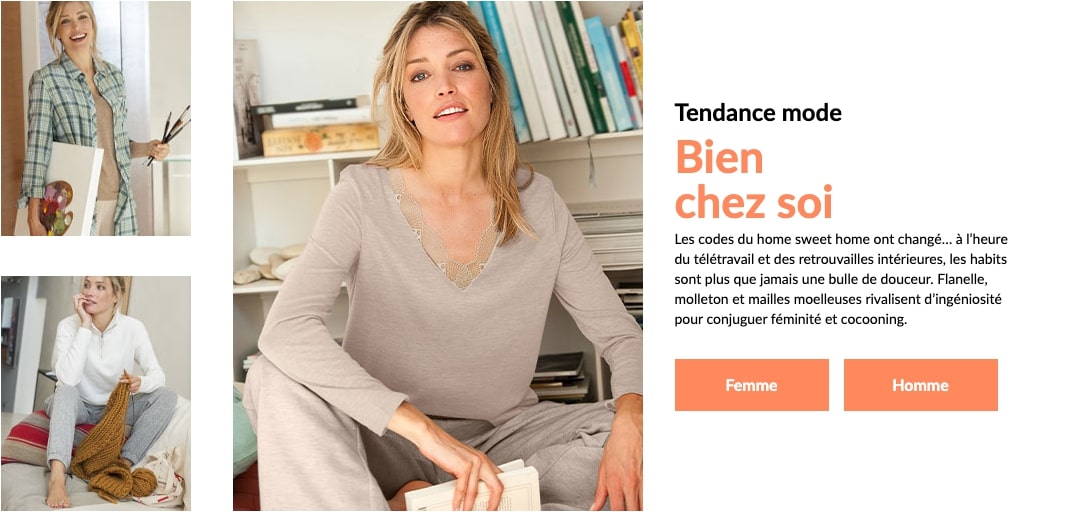 Tendance mode
Bien
chez soi
Les codes du home sweet home ont changé... à l’heure
du télétravail et des retrouvailles intérieures, les habits
sont plus que jamais une bulle de douceur. Flanelle,
molleton et mailles moelleuses rivalisent d’ingéniosité
pour conjuguer féminité et cocooning.
Femme
Homme